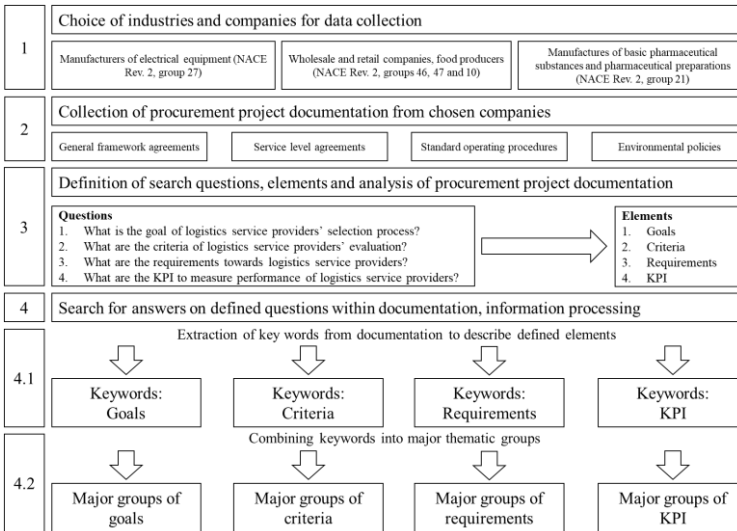 1
Choice of industries and companies for data collection
Manufacturers of electrical equipment (NACE
Rev. 2, group 27)
Wholesale and retail companies, food producers
(NACE Rev. 2, groups 46, 47 and 10)
Manufactures of basic pharmaceutical
substances and pharmaceutical preparations
(NACE Rev. 2, group 21)
2
Collection of procurement project documentation from chosen companies
General framework agreements
Service level agreements
Standard operating procedures
Environmental policies
3
Definition of search questions, elements and analysis of procurement project documentation
Questions
1. What is the goal of logistics service providers' selection process?
2. What are the criteria of logistics service providers' evaluation?
3. What are the requirements towards logistics service providers?
4. What are the KPI to measure performance of logistics service providers?
Elements
1. Goals
2. Criteria
3. Requirements
4. KPI
4
Search for answers on defined questions within documentation, information processing
4.1
Extraction of key words from documentation to describe defined elements
Keywords:
Goals
Keywords:
Criteria
Keywords:
Requirements
Keywords:
KPI
4.2
Combining keywords into major thematic groups
Major groups of
goals
Major groups of
criteria
Major groups of
requirements
Major groups of
KPI